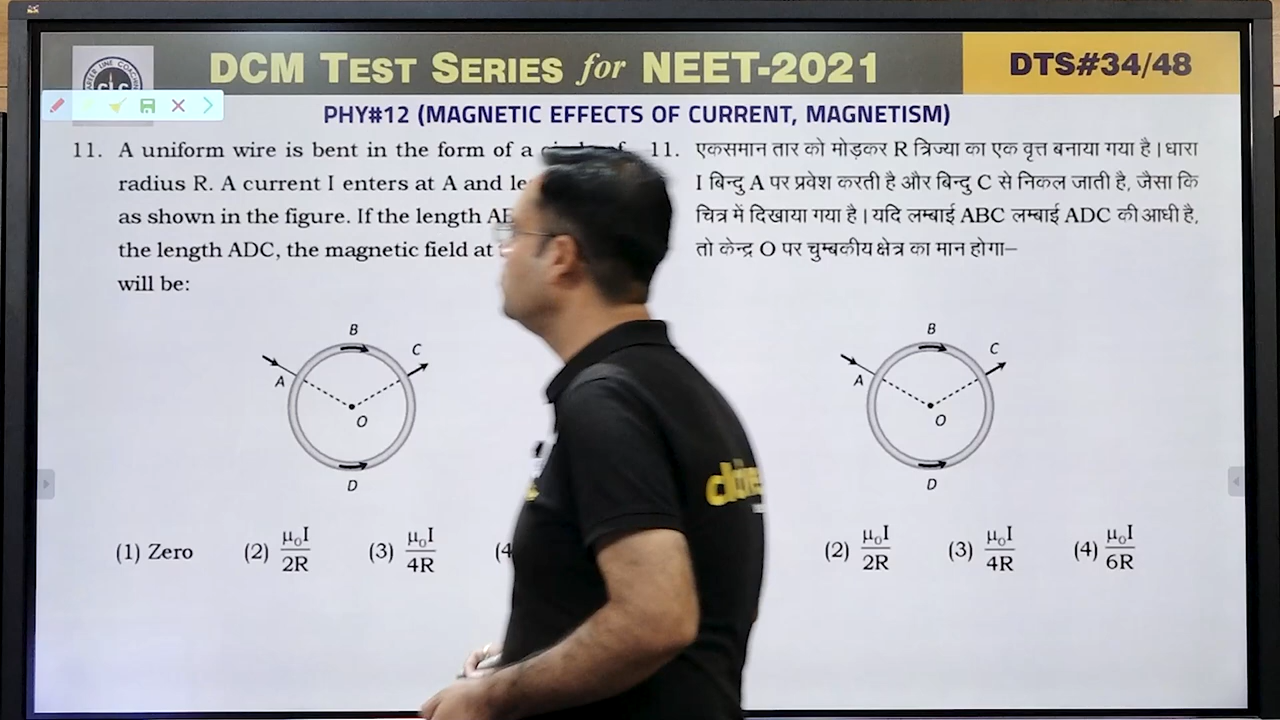 DCM TEST SERIES for NEET-2021
DTS#34/48
PHY#12 (MAGNETIC EFFECTS OF CURRENT, MAGNETISM)
11. A uniform wire is bent in the form of a
radius R. A current I enters at A and
as shown in the figure. If the length
the length ADC, the magnetic field at
will be:
B
C
A
O
D
(1) Zero (2) μ₀I/2R (3) μ₀I/4R (4
11. एकसमान तार को मोड़कर R त्रिज्या का एक वृत्त बनाया गया है। धारा
I बिन्दु A पर प्रवेश करती है और बिन्दु C से निकल जाती है, जैसा कि
चित्र में दिखाया गया है। यदि लम्बाई ABC लम्बाई ADC की आधी है,
तो केन्द्र O पर चुम्बकीय क्षेत्र का मान होगा–
B
C
A
O
D
(2) μ₀I/2R (3) μ₀I/4R (4) μ₀I/6R